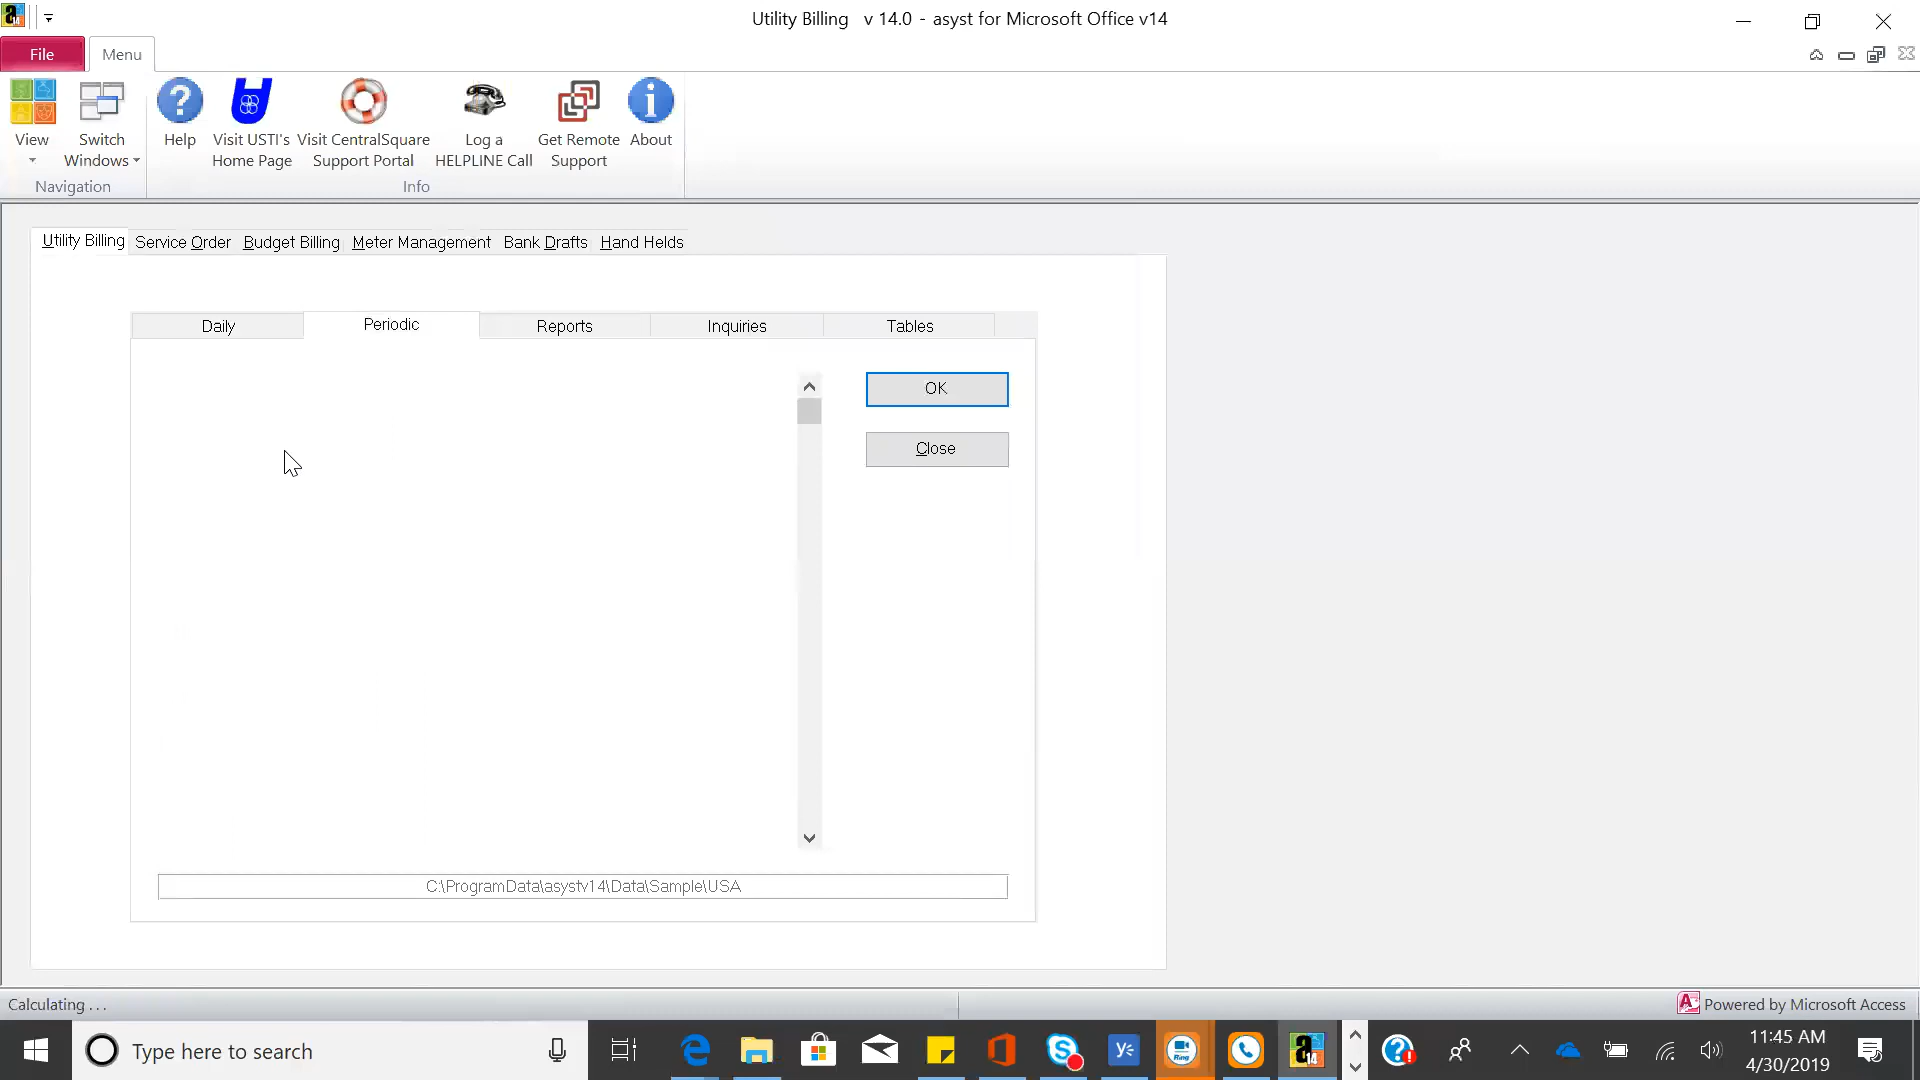 Utility Billing v 14.0 - asyst for Microsoft Office v14
File
Menu
View
Switch Windows
Help
Visit USTI's Home Page
Visit CentralSquare Support Portal
Log a HELPLINE Call
Get Remote Support
About
Navigation
Info
Utility Billing
Service Order
Budget Billing
Meter Management
Bank Drafts
Hand Helds
Daily
Periodic
Reports
Inquiries
Tables
OK
Close
C:\ProgramData\asystv14\Data\Sample\USA
Calculating . . .
Powered by Microsoft Access
Type here to search
11:45 AM
4/30/2019